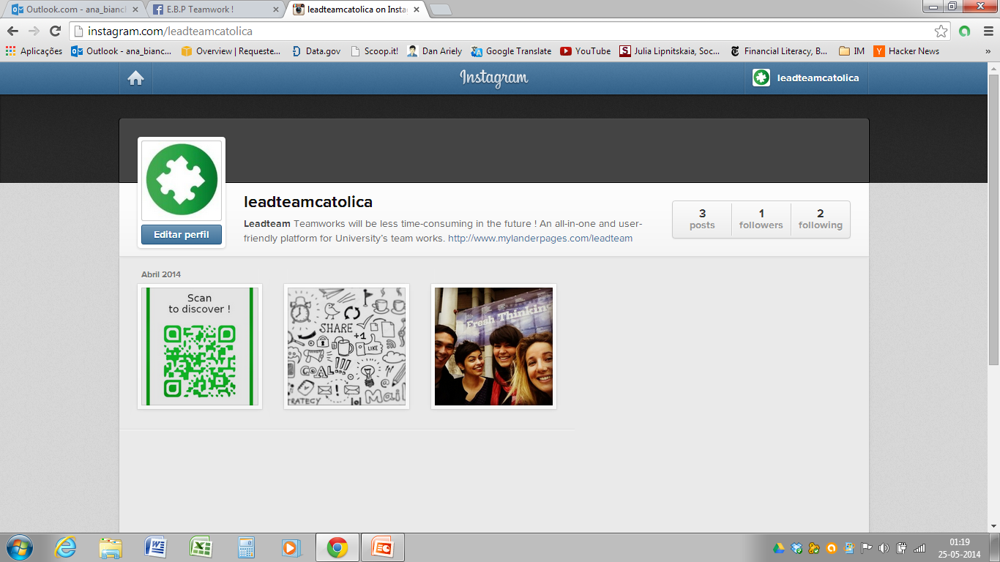 Outlook.com - ana_biancl
E.B.P Teamwork !
leadteamcatolica on Insta
instagram.com/leadteamcatolica
Aplicações
Outlook - ana_bianc...
Overview | Requeste...
Data.gov
Scoop.it!
Dan Ariely
Google Translate
YouTube
Julia Lipnitskaia, Soc...
Financial Literacy, B...
IM
Hacker News
»
Instagram
leadteamcatolica
leadteamcatolica
Leadteam Teamworks will be less time-consuming in the future ! An all-in-one and user-
friendly platform for University's team works. http://www.mylanderpages.com/leadteam
Editar perfil
3
posts
1
followers
2
following
Abril 2014
Scan
to discover !
SHARE
+1
LIKE
GOAL!!!
!
TRATEGY
lol
Mail
Fresh Thinking
01:19
25-05-2014